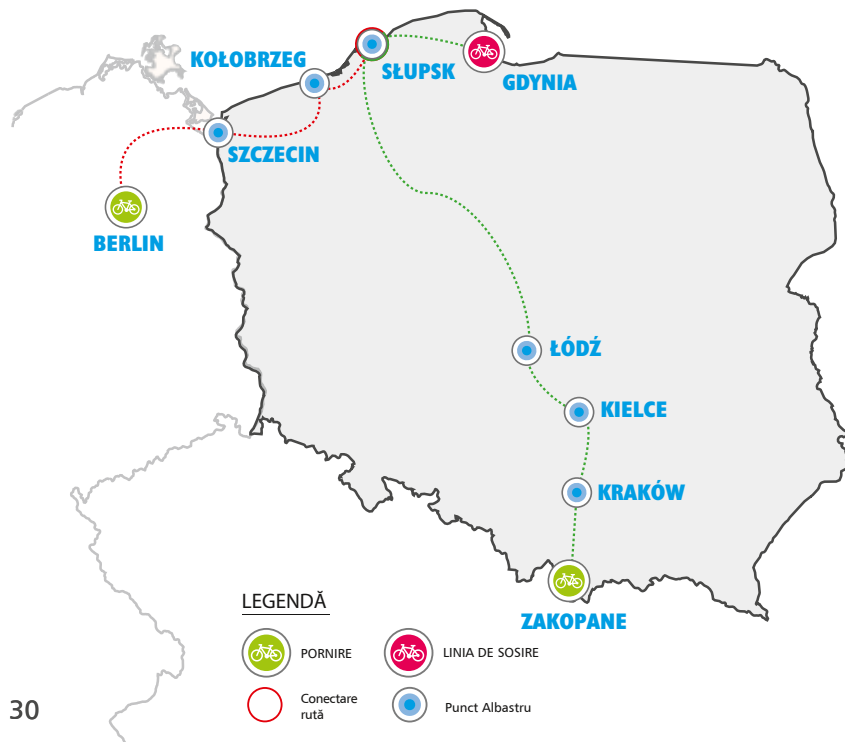 KOŁOBRZEG
SŁUPSK
GDYNIA
SZCZECIN
BERLIN
ŁÓDŹ
KIELCE
KRAKÓW
ZAKOPANE
LEGENDĂ
PORNIRE
LINIA DE SOSIRE
Conectare
rută
Punct Albastru
30